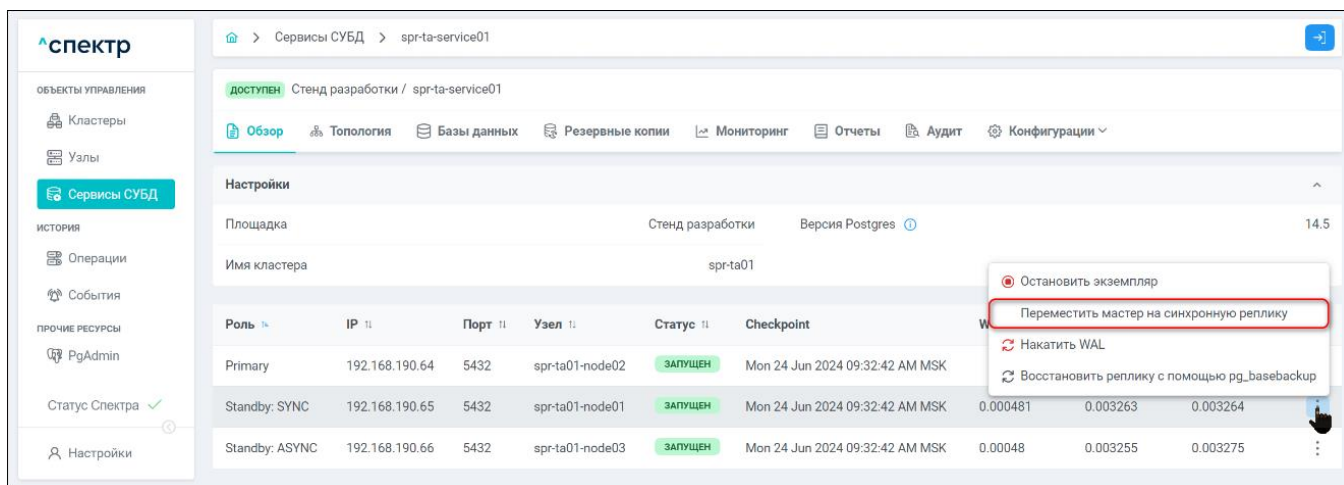 ^спектр
Сервисы СУБД > spr-ta-service01
ОБЪЕКТЫ УПРАВЛЕНИЯ
Кластеры
Узлы
Сервисы СУБД
ИСТОРИЯ
Операции
События
ПРОЧИЕ РЕСУРСЫ
PgAdmin
Статус Спектра
Настройки
ДОСТУПЕН Стенд разработки / spr-ta-service01
Обзор Топология Базы данных Резервные копии Мониторинг Отчеты Аудит Конфигурации
Настройки
Площадка Стенд разработки Версия Postgres 14.5
Имя кластера spr-ta01
Остановить экземпляр
Переместить мастер на синхронную реплику
Накатить WAL
Восстановить реплику с помощью pg_basebackup
Роль IP Порт Узел Статус Checkpoint
Primary 192.168.190.64 5432 spr-ta01-node02 ЗАПУЩЕН Mon 24 Jun 2024 09:32:42 AM MSK
Standby: SYNC 192.168.190.65 5432 spr-ta01-node01 ЗАПУЩЕН Mon 24 Jun 2024 09:32:42 AM MSK 0.000481 0.003263 0.003264
Standby: ASYNC 192.168.190.66 5432 spr-ta01-node03 ЗАПУЩЕН Mon 24 Jun 2024 09:32:42 AM MSK 0.00048 0.003255 0.003275